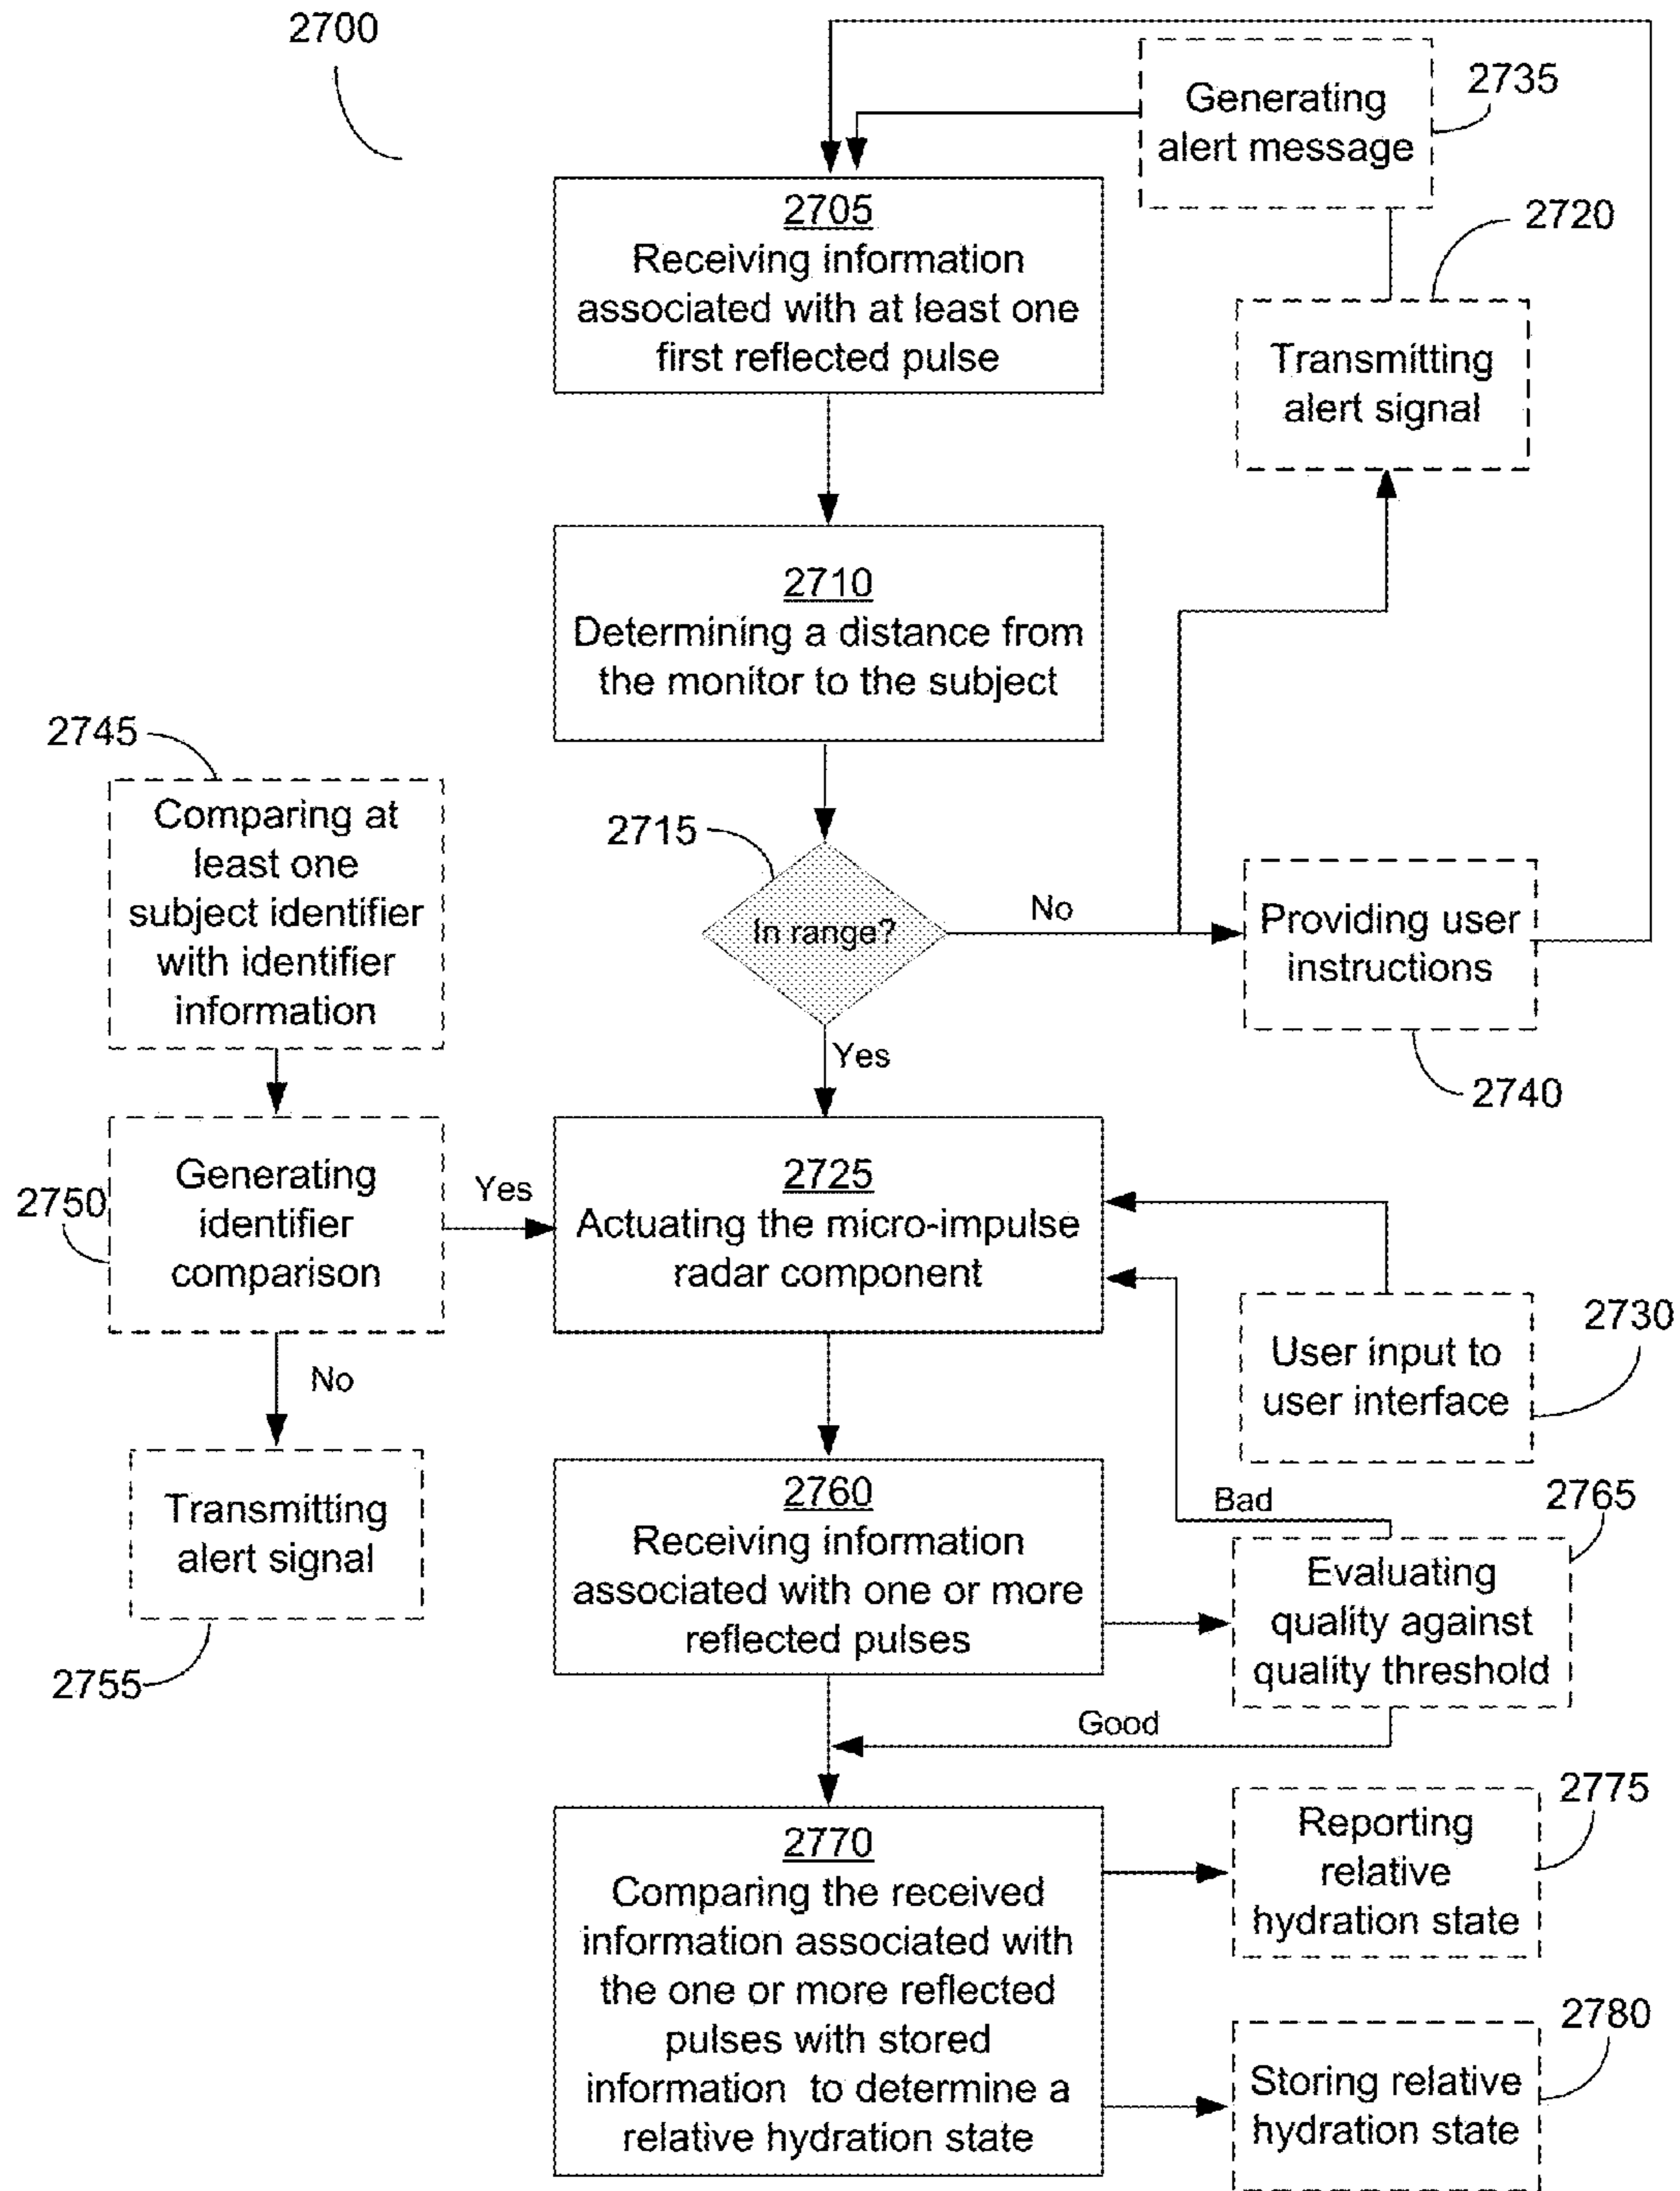 2700
Generating
alert message
2735
2705
Receiving information
associated with at least one
first reflected pulse
2720
Transmitting
alert signal
2710
Determining a distance from
the monitor to the subject
2745
Comparing at
least one
subject identifier
with identifier
information
2715
In range?
No
Providing user
instructions
2740
Yes
2750
Generating
identifier
comparison
Yes
2725
Actuating the micro-impulse
radar component
2730
User input to
user interface
No
Transmitting
alert signal
2755
2760
Receiving information
associated with one or more
reflected pulses
Bad
2765
Evaluating
quality against
quality threshold
Good
2770
Comparing the received
information associated with
the one or more reflected
pulses with stored
information to determine a
relative hydration state
2775
Reporting
relative
hydration state
2780
Storing relative
hydration state